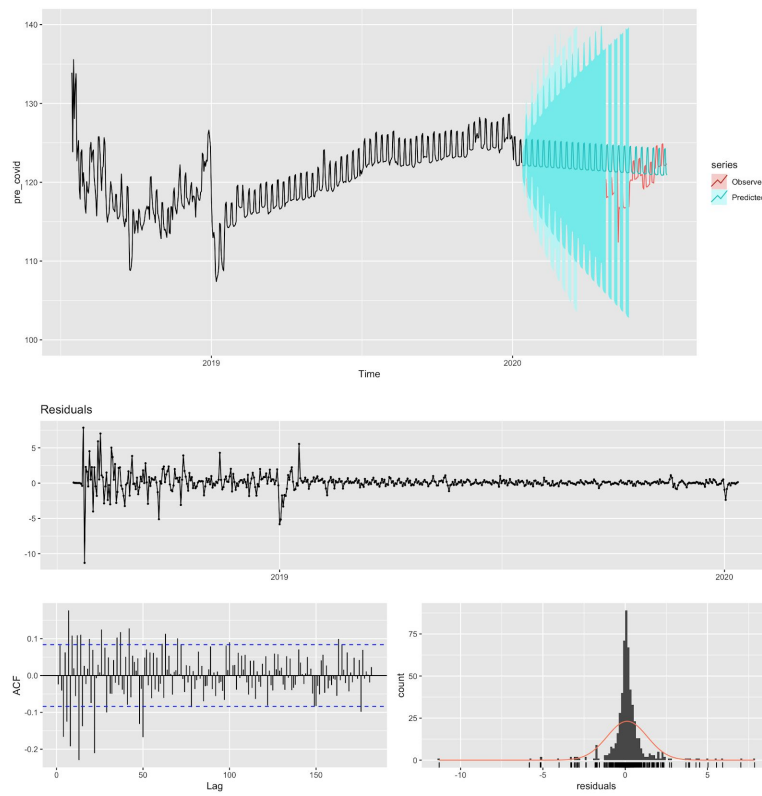 140
130
120
110
100
pre_covid
2019
2020
Time
series
Observe
Predicted
Residuals
5
0
-5
-10
2019
2020
0.1
0.0
-0.1
-0.2
ACF
0
50
100
150
Lag
75
50
25
0
count
-10
-5
0
5
residuals